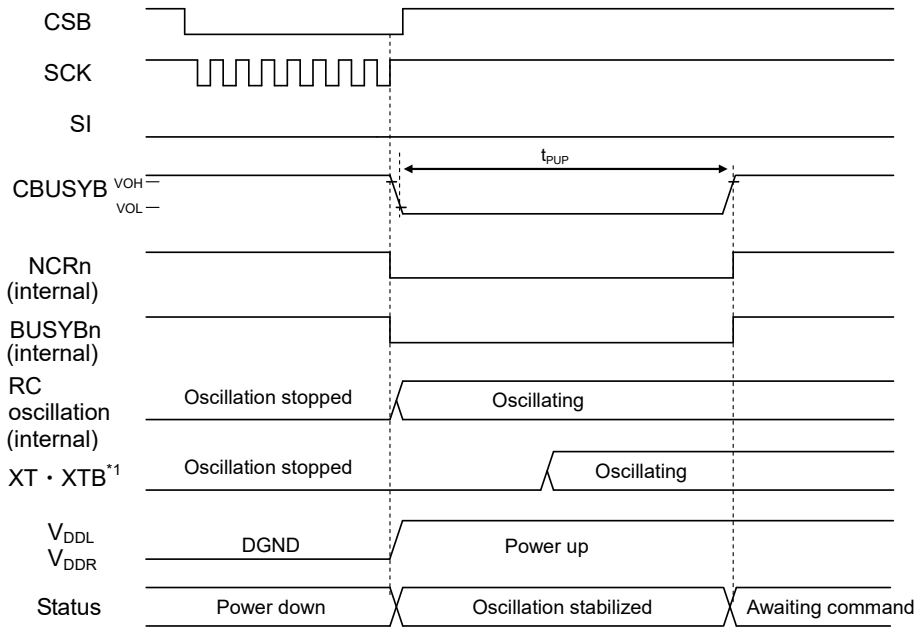 CSB
SCK
SI
t_PUP
CBUSYB
VOH
VOL
NCRn
(internal)
BUSYBn
(internal)
RC
oscillation
(internal)
Oscillation stopped
Oscillating
XT・XTB*1
Oscillation stopped
Oscillating
VDDL
VDDR
DGND
Power up
Status
Power down
Oscillation stabilized
Awaiting command